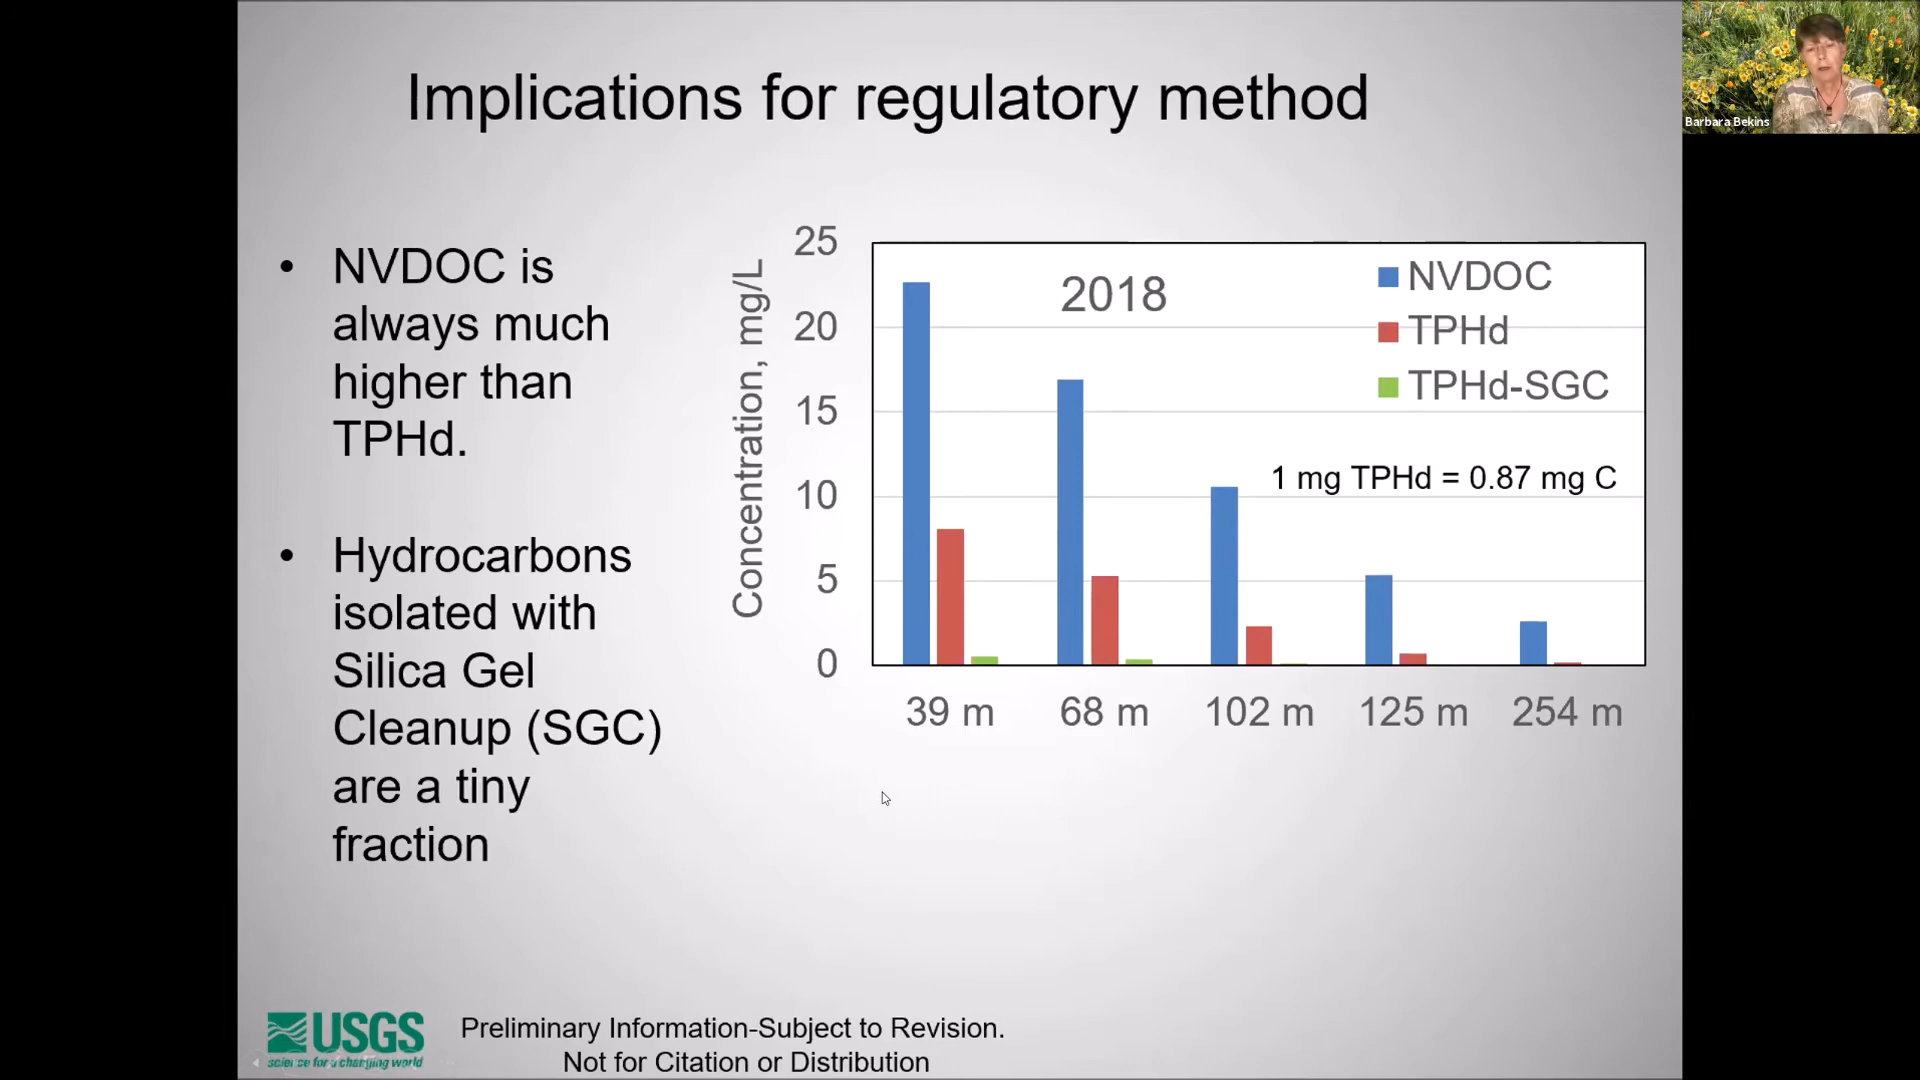 Implications for regulatory method
Barbara Bekins
• NVDOC is
always much
higher than
TPHd.
• Hydrocarbons
isolated with
Silica Gel
Cleanup (SGC)
are a tiny
fraction
Concentration, mg/L
25
20
15
10
5
0
2018
NVDOC
TPHd
TPHd-SGC
1 mg TPHd = 0.87 mg C
39 m
68 m
102 m
125 m
254 m
USGS
science for a changing world
Preliminary Information-Subject to Revision.
Not for Citation or Distribution